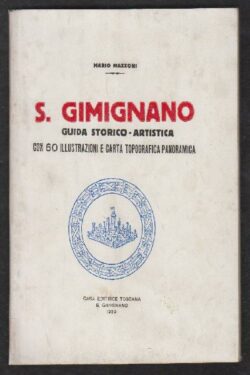 MARIO MAZZONI
S. GIMIGNANO
GUIDA STORICO-ARTISTICA
CON 60 ILLUSTRAZIONI E CARTA TOPOGRAFICA PANORAMICA
CASA EDITRICE TOSCANA
S. GIMIGNANO